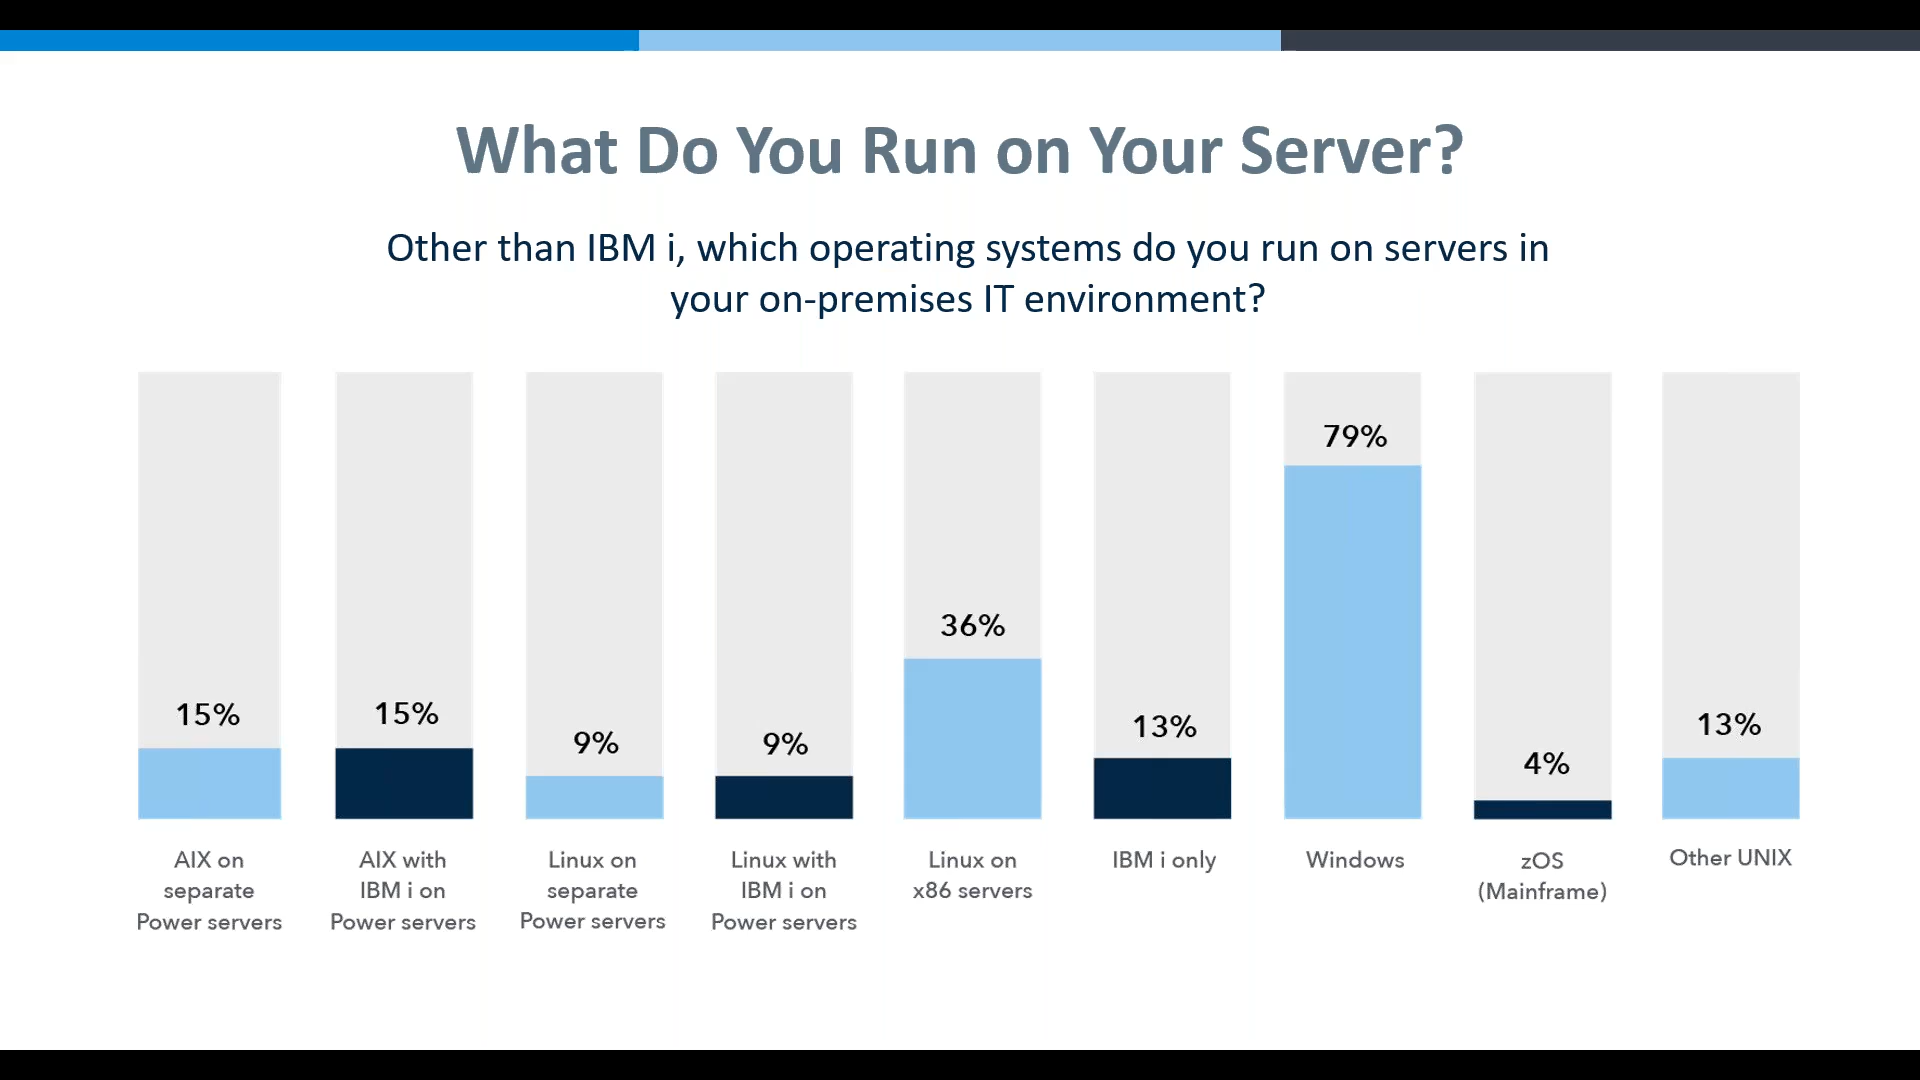 What Do You Run on Your Server?
Other than IBM i, which operating systems do you run on servers in
your on-premises IT environment?
15%
15%
9%
9%
36%
13%
79%
4%
13%
AIX on
separate
Power servers
AIX with
IBM i on
Power servers
Linux on
separate
Power servers
Linux with
IBM i on
Power servers
Linux on
x86 servers
IBM i only
Windows
zOS
(Mainframe)
Other UNIX